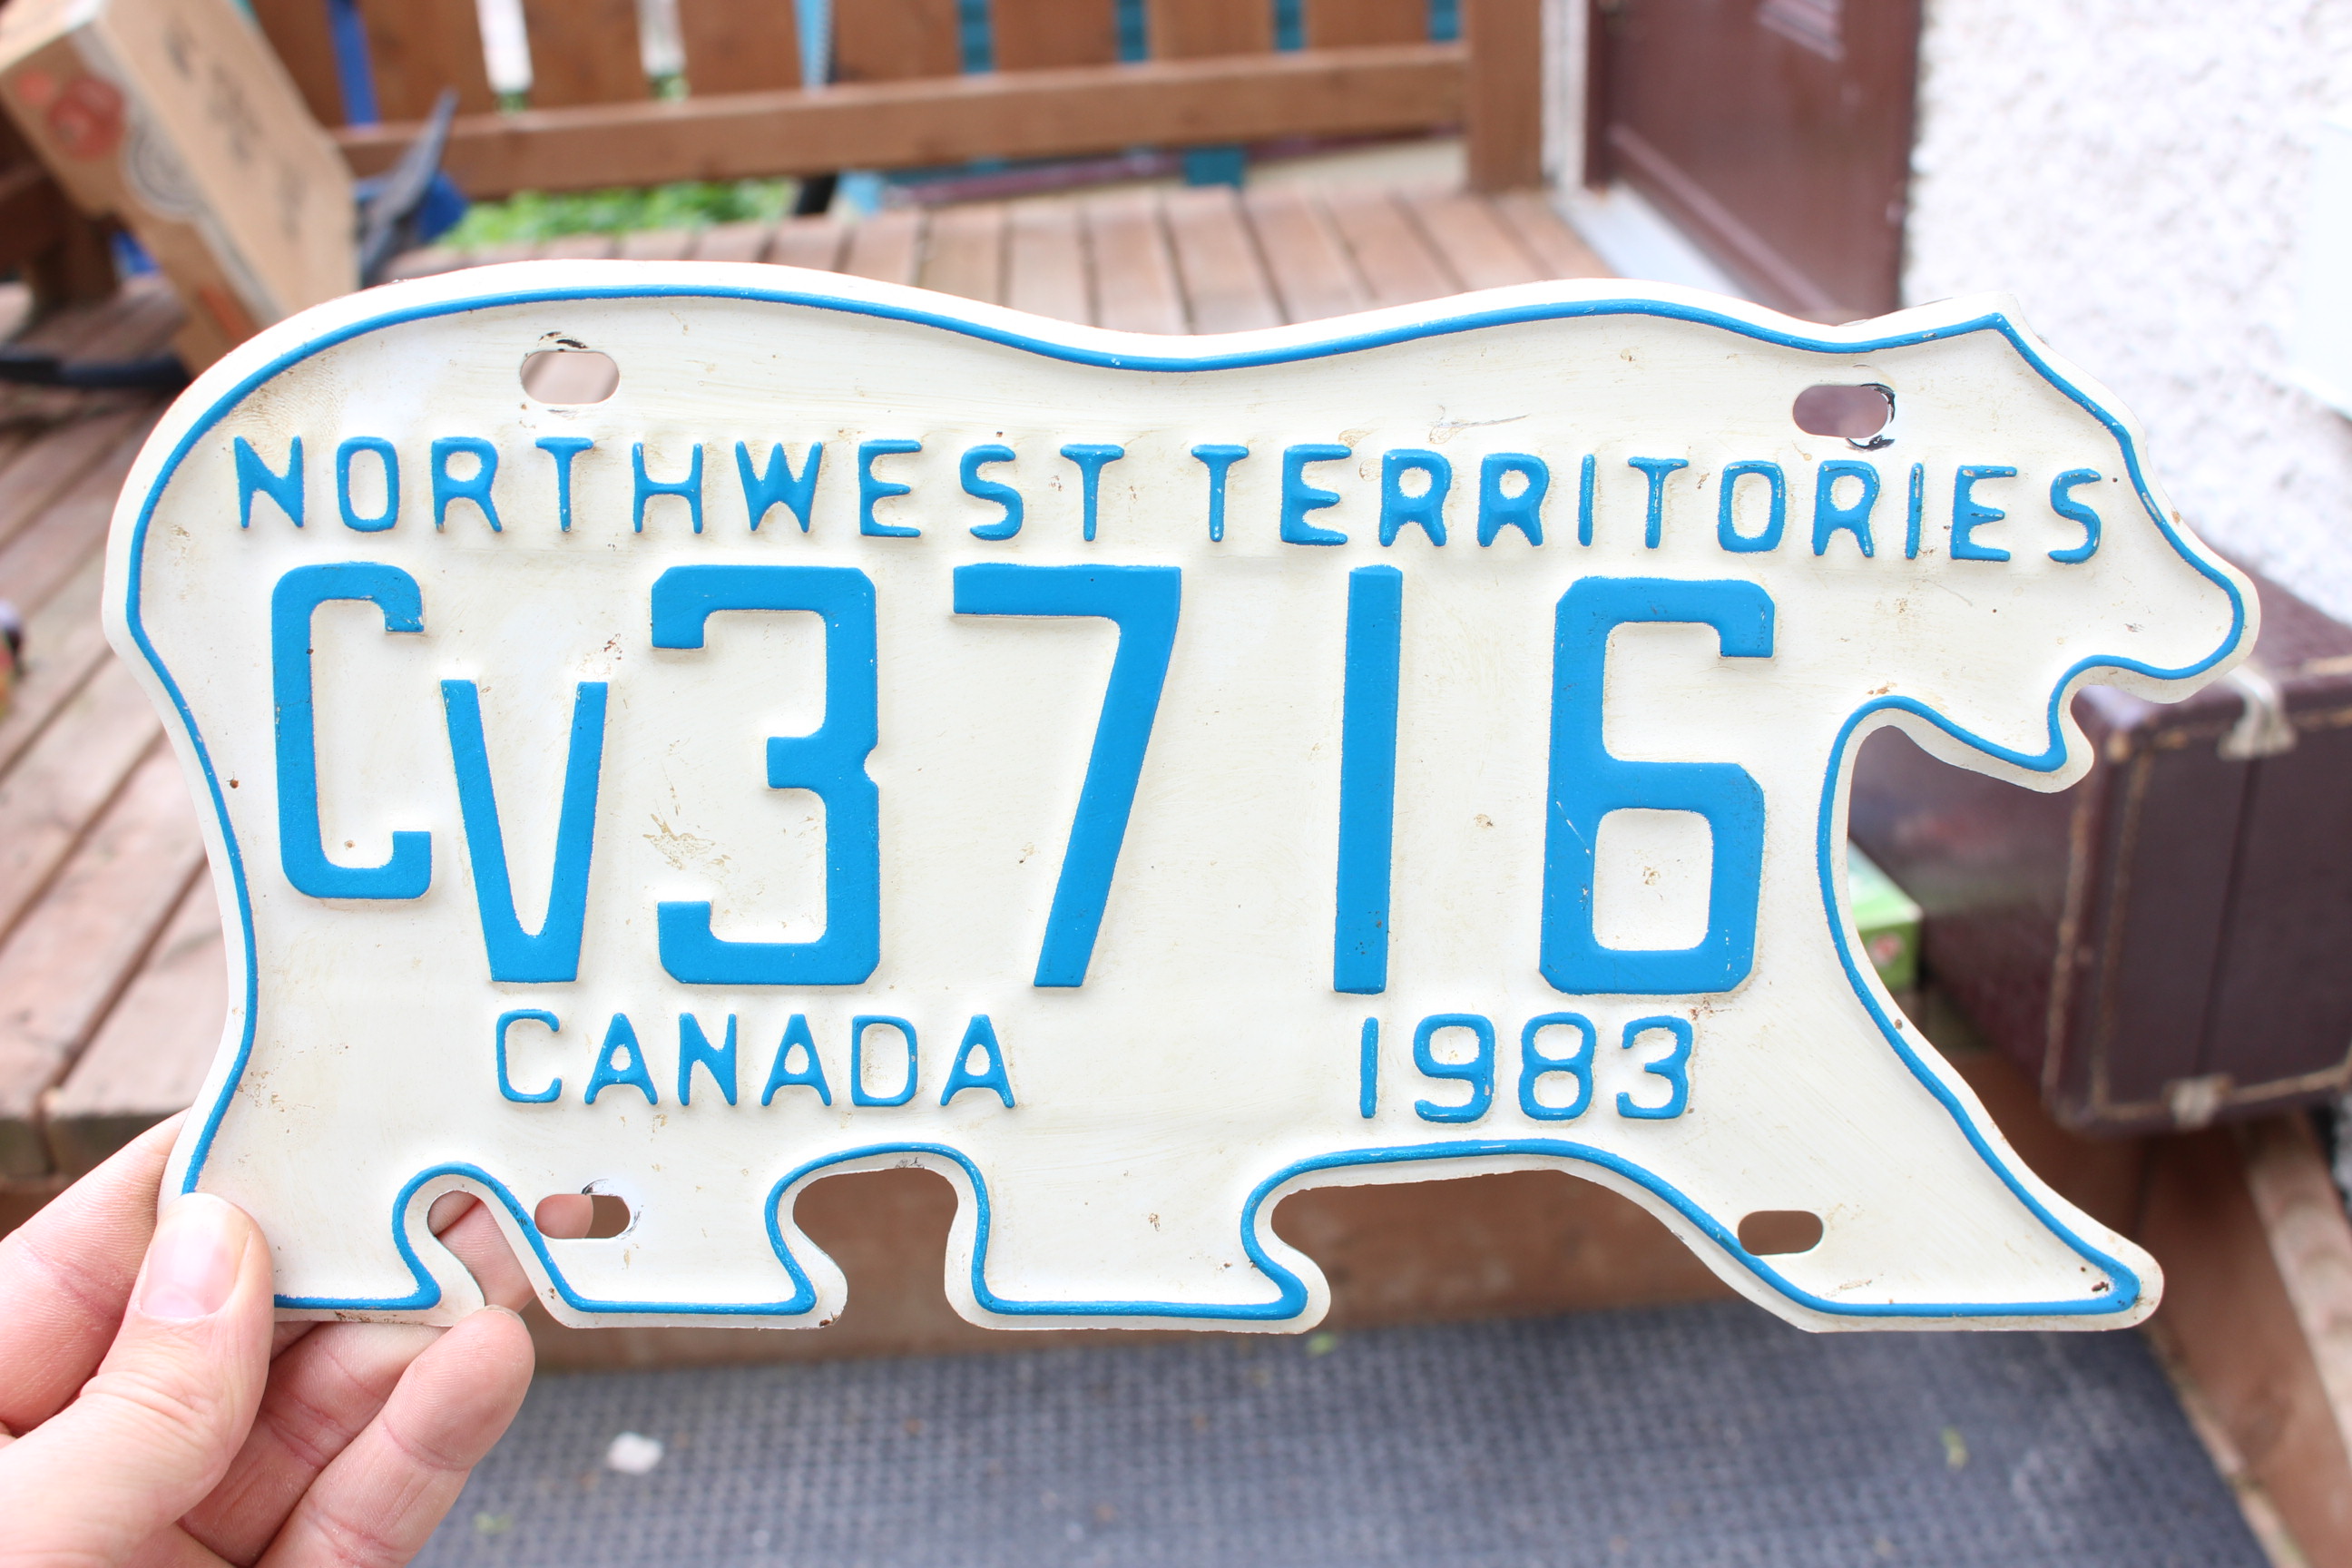 NORTHWEST TERRITORIES
CV3716
CANADA 1983